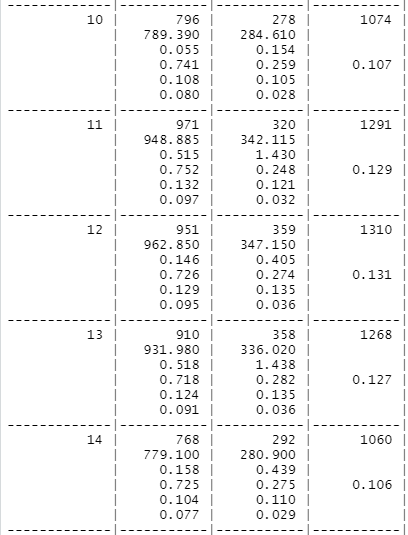 -------------|-----------|-----------|-----------|
10 | 796 | 278 | 1074 |
| 789.390 | 284.610 | |
| 0.055 | 0.154 | |
| 0.741 | 0.259 | 0.107 |
| 0.108 | 0.105 | |
| 0.080 | 0.028 | |
-------------|-----------|-----------|-----------|
11 | 971 | 320 | 1291 |
| 948.885 | 342.115 | |
| 0.515 | 1.430 | |
| 0.752 | 0.248 | 0.129 |
| 0.132 | 0.121 | |
| 0.097 | 0.032 | |
-------------|-----------|-----------|-----------|
12 | 951 | 359 | 1310 |
| 962.850 | 347.150 | |
| 0.146 | 0.405 | |
| 0.726 | 0.274 | 0.131 |
| 0.129 | 0.135 | |
| 0.095 | 0.036 | |
-------------|-----------|-----------|-----------|
13 | 910 | 358 | 1268 |
| 931.980 | 336.020 | |
| 0.518 | 1.438 | |
| 0.718 | 0.282 | 0.127 |
| 0.124 | 0.135 | |
| 0.091 | 0.036 | |
-------------|-----------|-----------|-----------|
14 | 768 | 292 | 1060 |
| 779.100 | 280.900 | |
| 0.158 | 0.439 | |
| 0.725 | 0.275 | 0.106 |
| 0.104 | 0.110 | |
| 0.077 | 0.029 | |
-------------|-----------|-----------|-----------|